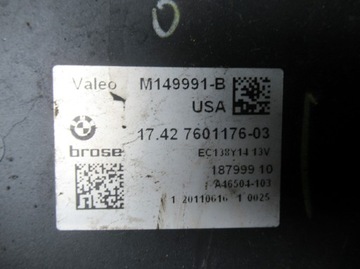 Valeo M149991-B
USA
17.42 7601176-03
brose
EC138Y14 13V
187999 10
A46504-103
1 20110616 1 0025